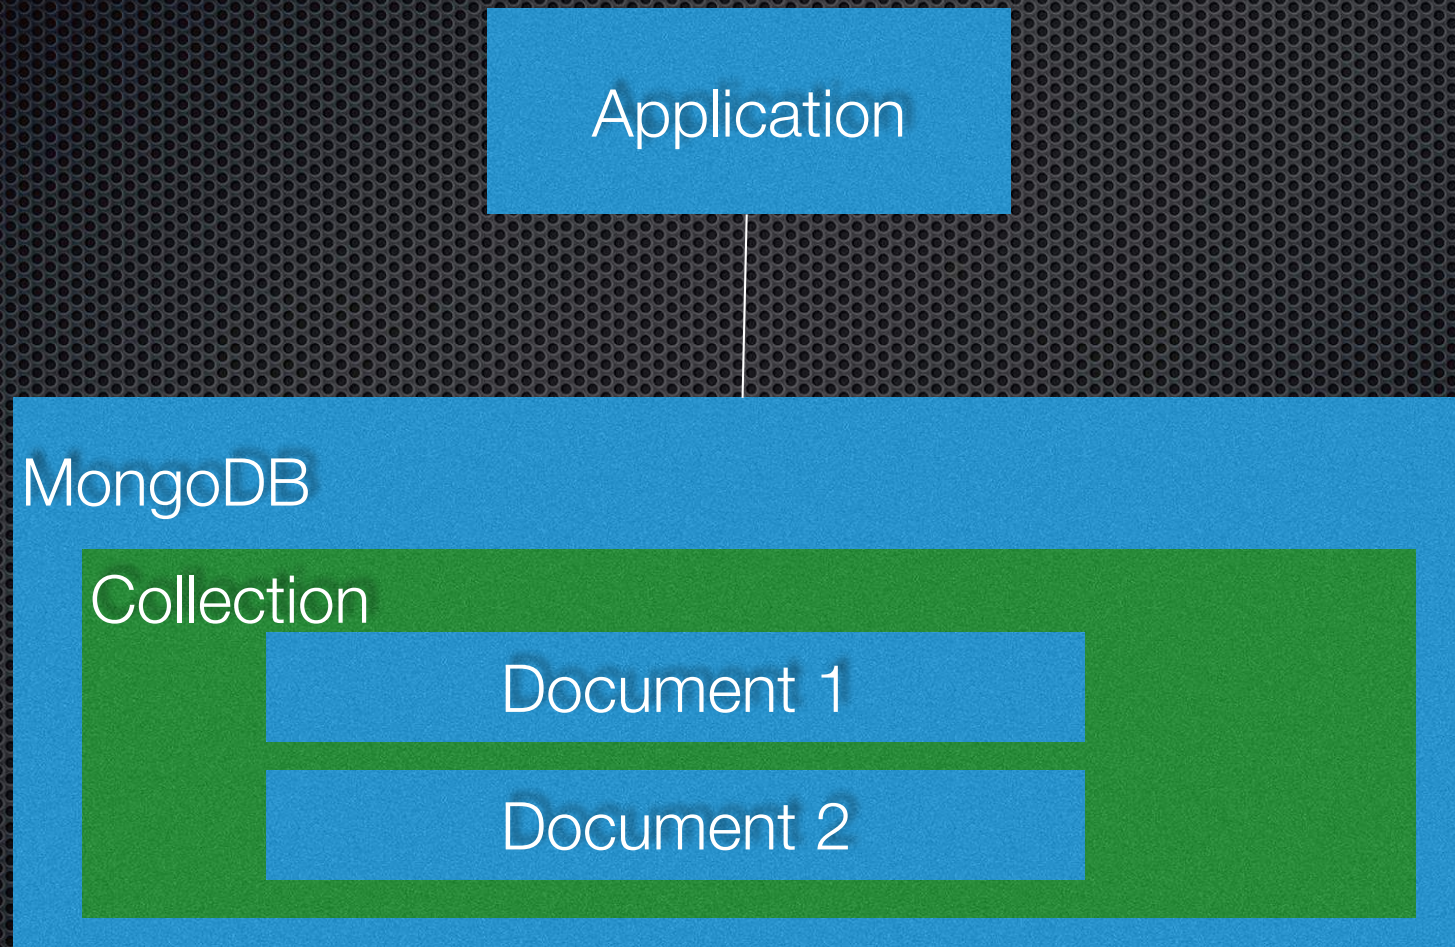 Application
MongoDB
Collection
Document 1
Document 2